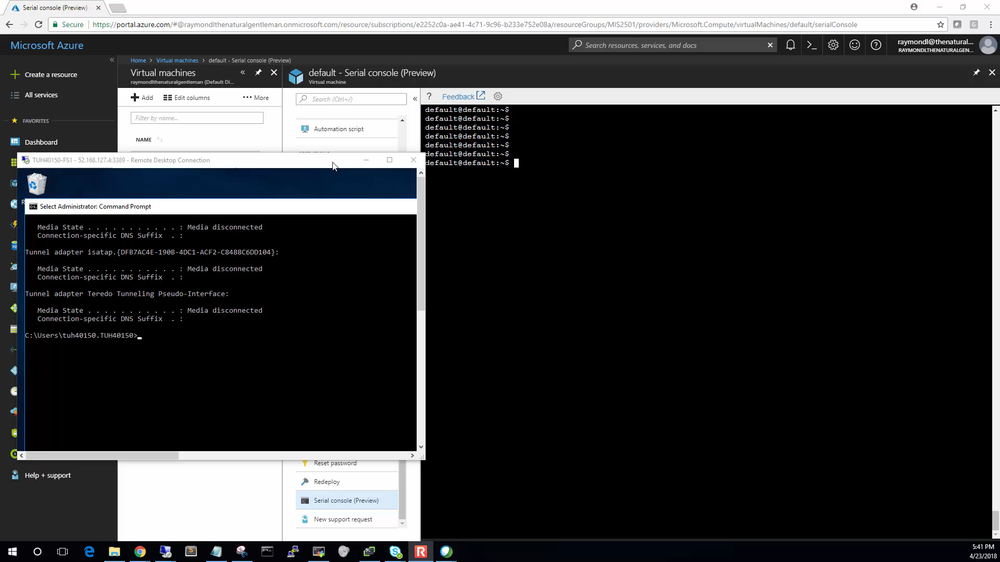 Serial console (Preview)
Secure
https://portal.azure.com/#@raymondlthenaturalgentleman.onmicrosoft.com/resource/subscriptions/e2252c0a-ae41-4c71-9c96-b233e752e08a/resourceGroups/MIS2501/providers/Microsoft.Compute/virtualMachines/default/serialConsole
Microsoft Azure
Search resources, services, and docs
raymondl@thenatural...
RAYMONDLTHENATURALGEN...
Create a resource
All services
FAVORITES
Dashboard
Help + support
Home > Virtual machines > default - Serial console (Preview)
Virtual machines
raymondlthenaturalgentleman (Default Di...
Add
Edit columns
More
Filter by name...
NAME
default - Serial console (Preview)
Virtual machine
Search (Ctrl+/)
Automation script
Reset password
Redeploy
Serial console (Preview)
New support request
? Feedback
default@default:~$
default@default:~$
default@default:~$
default@default:~$
default@default:~$
default@default:~$
default@default:~$
TUH40150-FS1 - 52.168.127.4:3389 - Remote Desktop Connection
Select Administrator: Command Prompt
Media State . . . . . . . . . . . : Media disconnected
Connection-specific DNS Suffix . :
Tunnel adapter isatap.{DFB7AC4E-190B-4DC1-ACF2-C8488C6DD104}:
Media State . . . . . . . . . . . : Media disconnected
Connection-specific DNS Suffix . :
Tunnel adapter Teredo Tunneling Pseudo-Interface:
Media State . . . . . . . . . . . : Media disconnected
Connection-specific DNS Suffix . :
C:\Users\tuh40150.TUH40150>
5:41 PM
4/23/2018